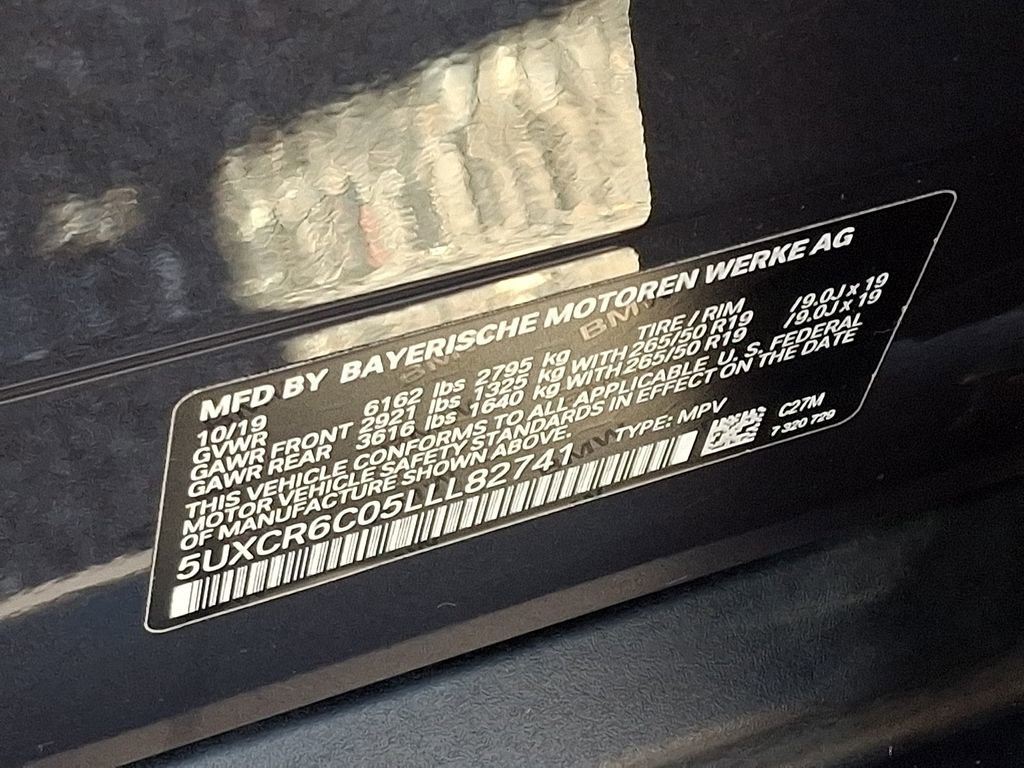 MFD BY BAYERISCHE MOTOREN WERKE AG
10/19 TIRE / RIM
GVWR 6162 lbs 2795 kg
GAWR FRONT 2921 lbs 1325 kg WITH 265/50 R19 /9.0J x 19
GAWR REAR 3616 lbs 1640 kg WITH 265/50 R19 /9.0J x 19
THIS VEHICLE CONFORMS TO ALL APPLICABLE U. S. FEDERAL
MOTOR VEHICLE SAFETY STANDARDS IN EFFECT ON THE DATE
OF MANUFACTURE SHOWN ABOVE. TYPE: MPV C27M
5UXCR6C05LLL82741 7 320 729